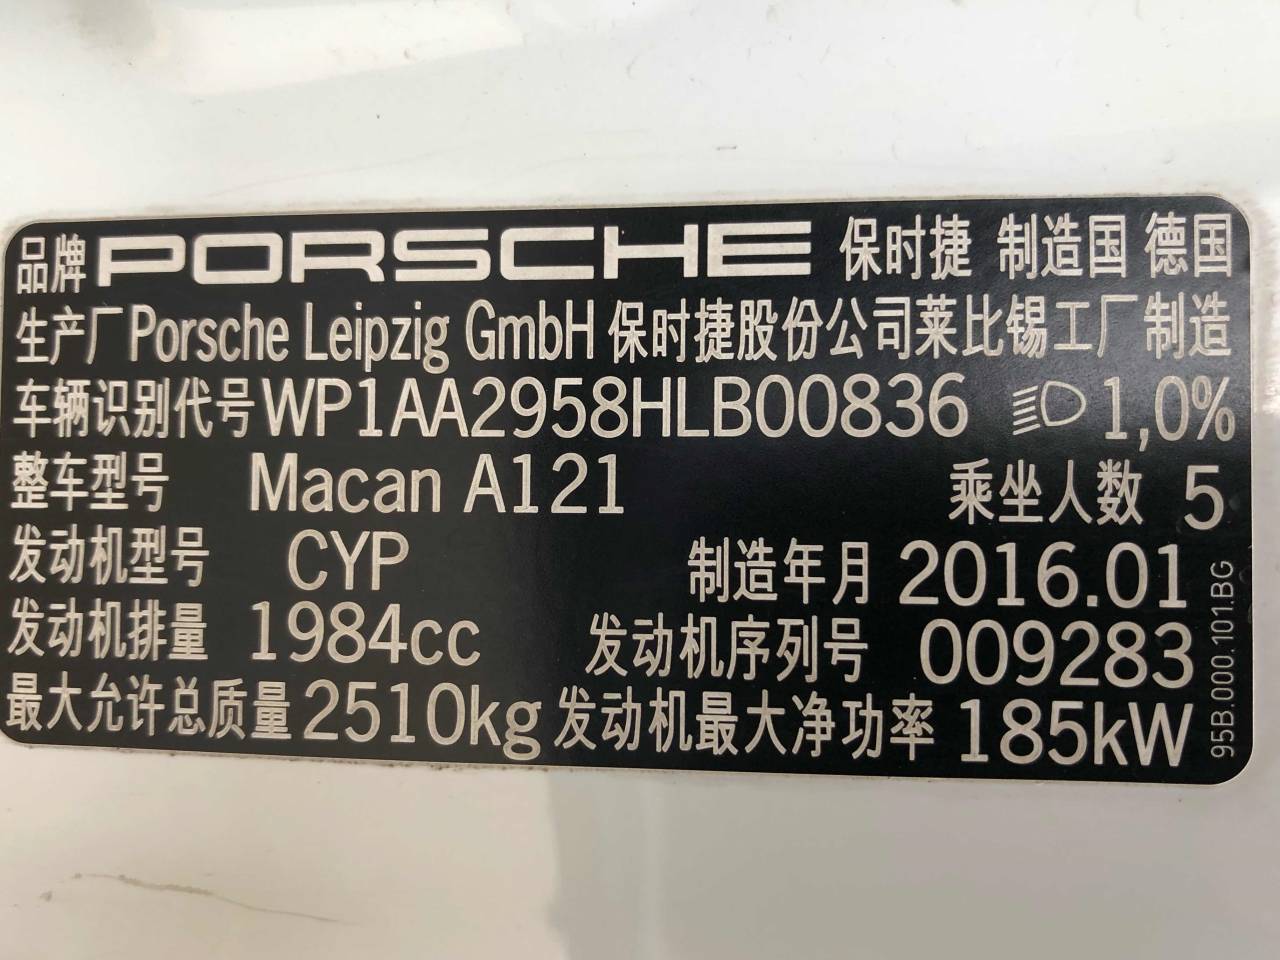 品牌 PORSCHE 保时捷 制造国 德国
生产厂 Porsche Leipzig GmbH 保时捷股份公司莱比锡工厂 制造
车辆识别代号 WP1AA2958HLB00836 1,0%
整车型号 Macan A121 乘坐人数 5
发动机型号 CYP 制造年月 2016.01
发动机排量 1984cc 发动机序列号 009283
最大允许总质量 2510kg 发动机最大净功率 185kW
95B.000.101.BG